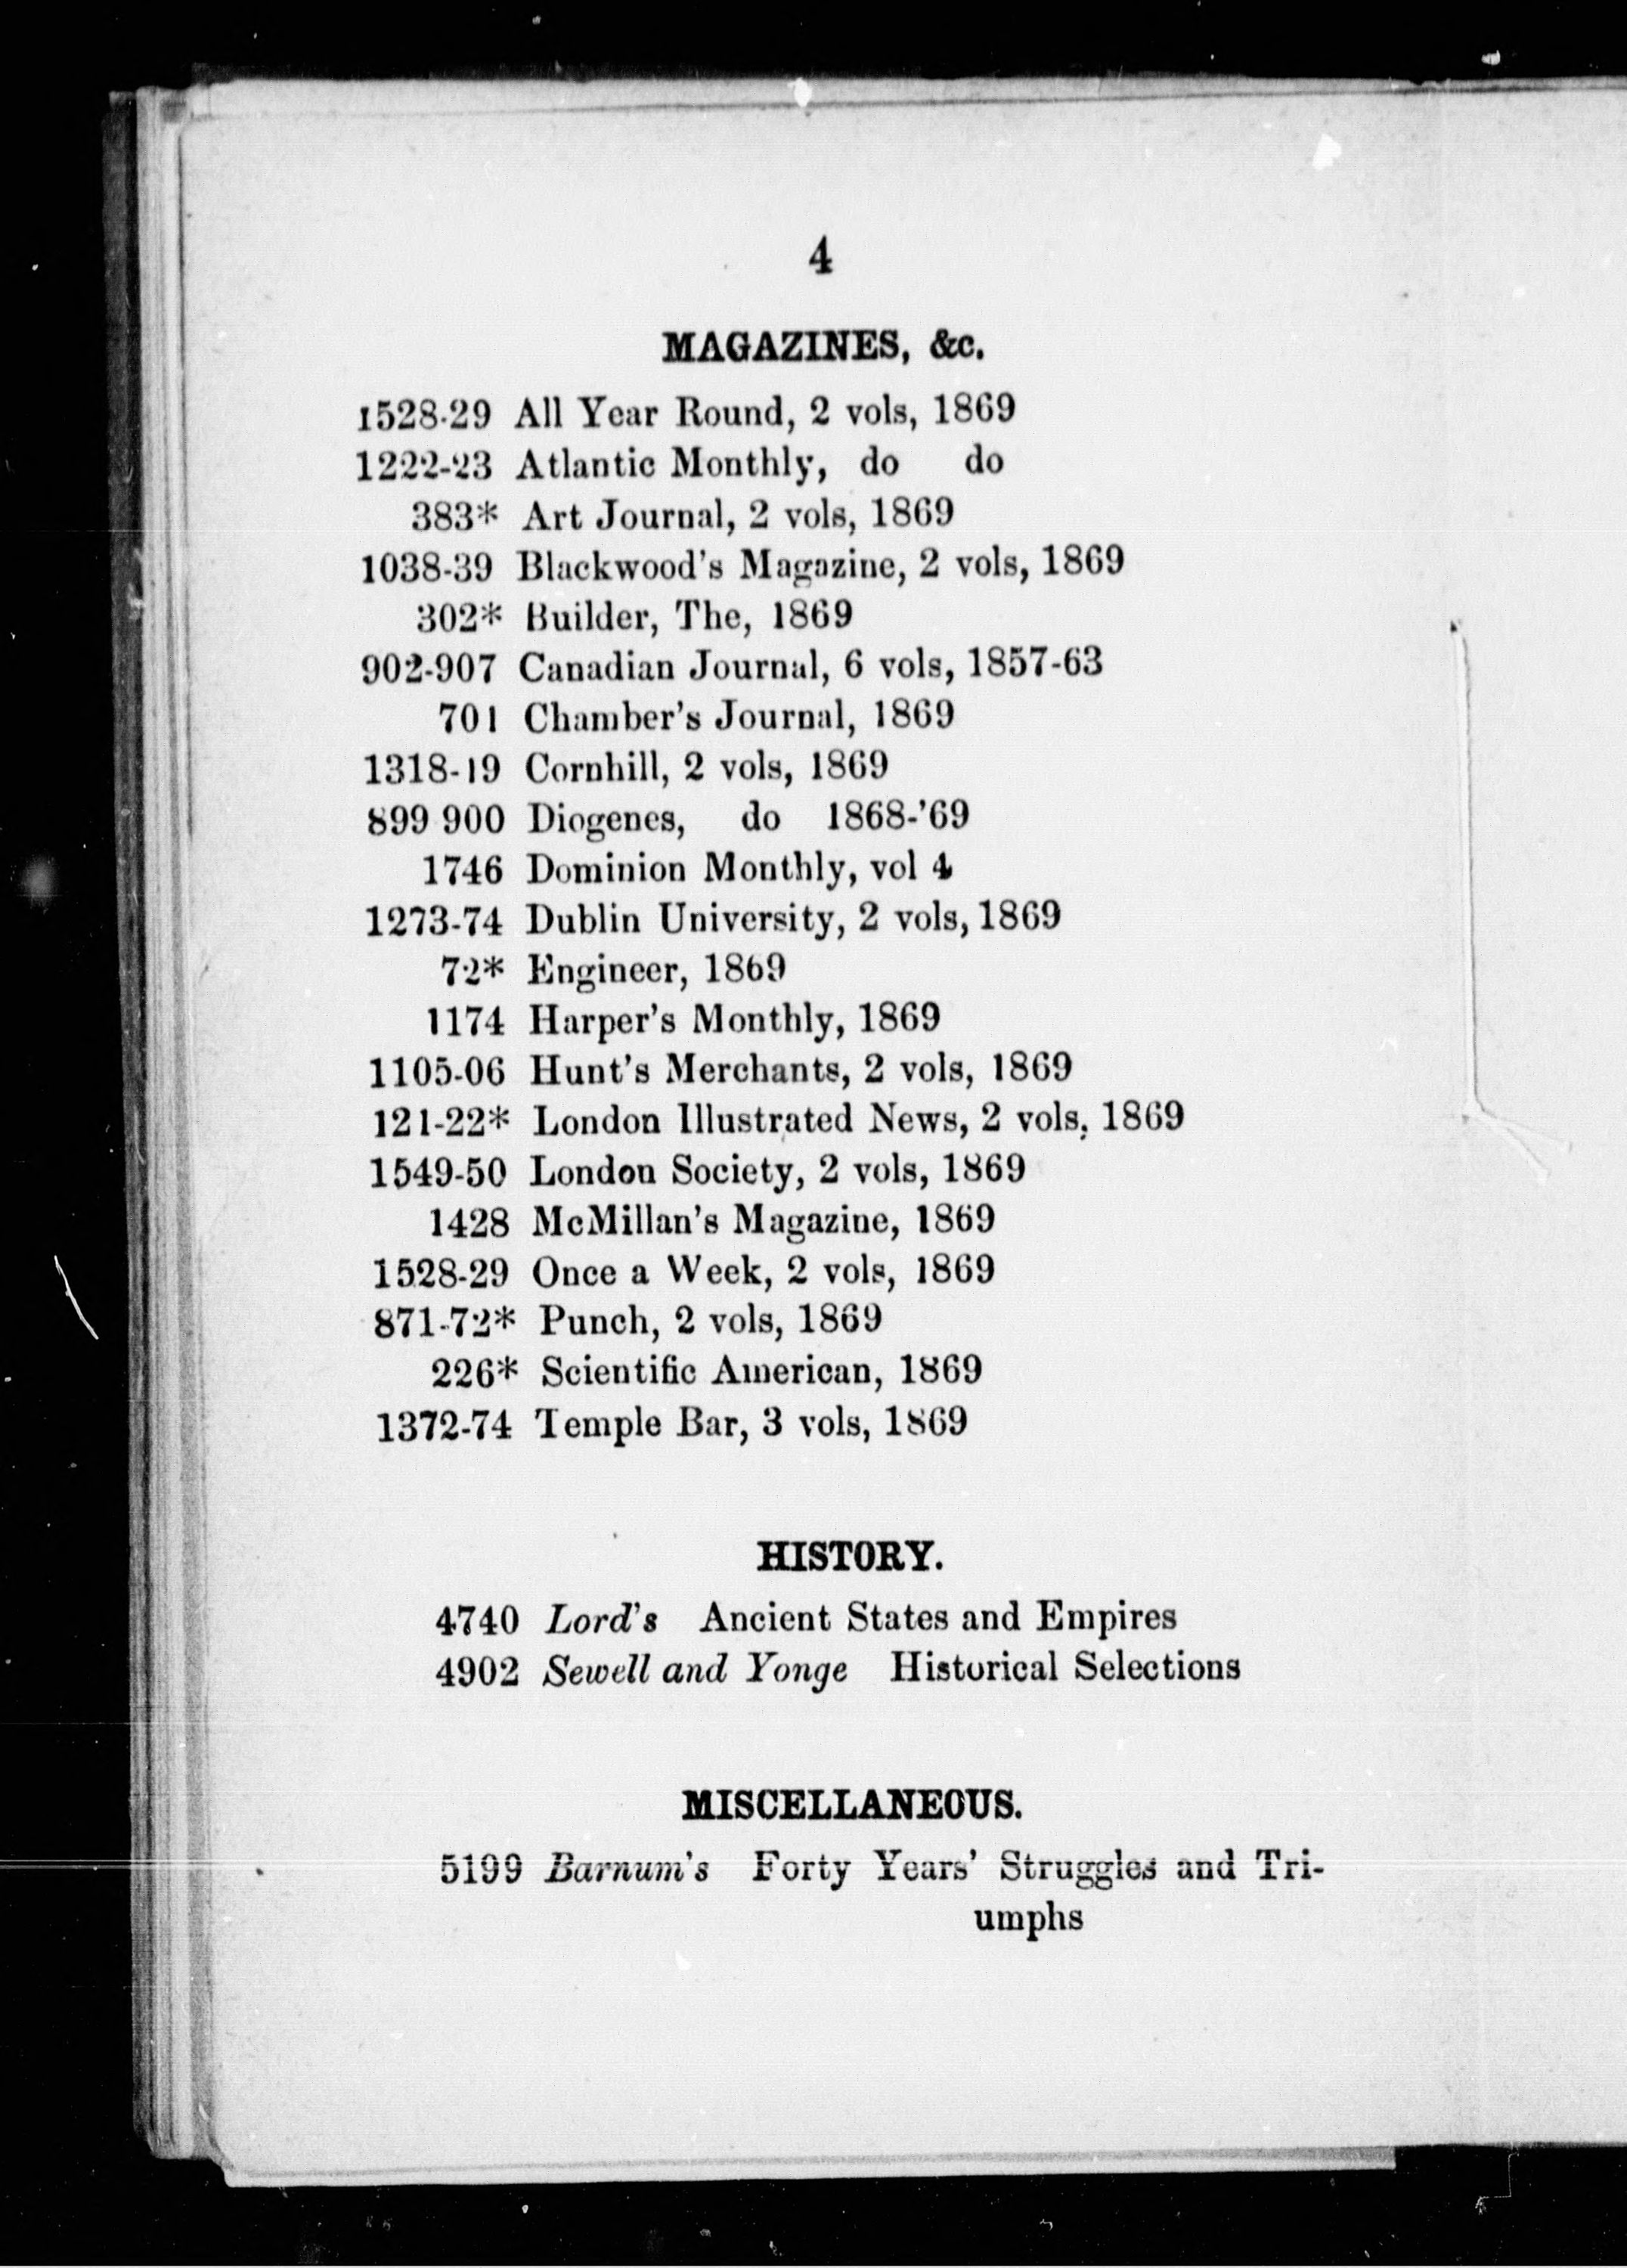 4
MAGAZINES, &c.
1528-29 All Year Round, 2 vols, 1869
1222-23 Atlantic Monthly, do do
383* Art Journal, 2 vols, 1869
1038-39 Blackwood's Magazine, 2 vols, 1869
302* Builder, The, 1869
902-907 Canadian Journal, 6 vols, 1857-63
701 Chamber's Journal, 1869
1318-19 Cornhill, 2 vols, 1869
899 900 Diogenes, do 1868-'69
1746 Dominion Monthly, vol 4
1273-74 Dublin University, 2 vols, 1869
72* Engineer, 1869
1174 Harper's Monthly, 1869
1105-06 Hunt's Merchants, 2 vols, 1869
121-22* London Illustrated News, 2 vols, 1869
1549-50 London Society, 2 vols, 1869
1428 McMillan's Magazine, 1869
1528-29 Once a Week, 2 vols, 1869
871-72* Punch, 2 vols, 1869
226* Scientific American, 1869
1372-74 Temple Bar, 3 vols, 1869
HISTORY.
4740 Lord's Ancient States and Empires
4902 Sewell and Yonge Historical Selections
MISCELLANEOUS.
5199 Barnum's Forty Years' Struggles and Tri-
umphs